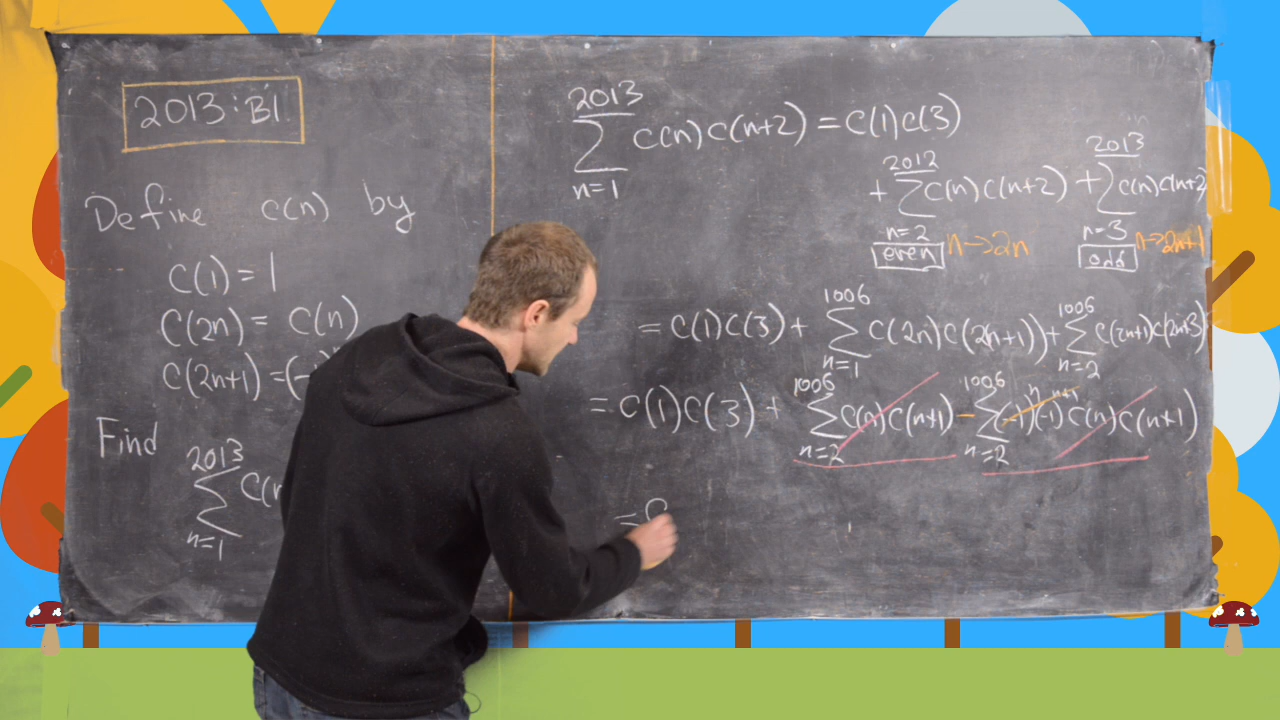 2013:B1
Define c(n) by
C(1) = 1
C(2n) = C(n)
C(2n+1) = (-
Find
2013
∑ C(
n=1
2013
∑ c(n)c(n+2) = c(1)c(3)
n=1
2012 2013
+ ∑ c(n)c(n+2) + ∑ c(n)c(n+2
n=2 n=3
even n→2n odd n→2n+1
1006 1006
= c(1)c(3) + ∑ c(2n)c(2n+1)) + ∑ c(2n+1)c(2n+3)
n=1 n=2
1006 1006
= c(1)c(3) + ∑ c(n)c(n+1) - ∑ (-1)^n(-1)^n+1 c(n)c(n+1)
n=2 n=2
= C